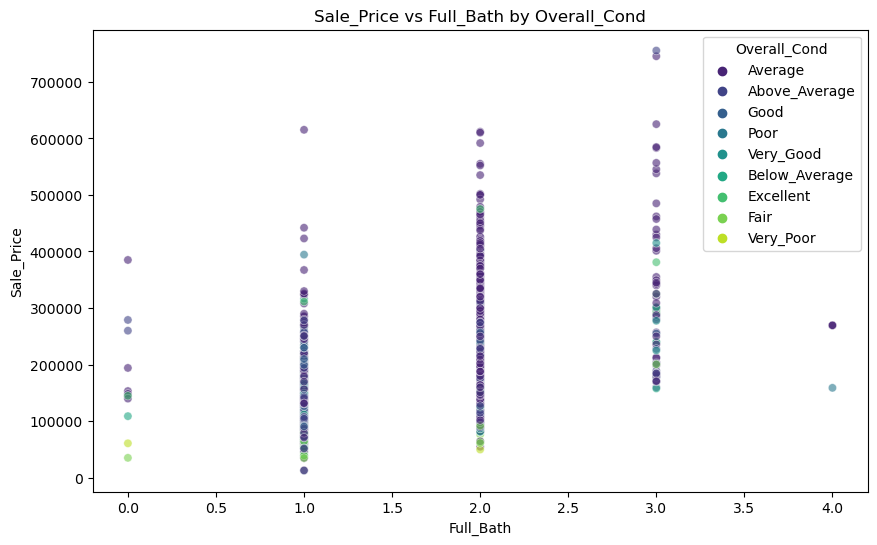 Sale_Price vs Full_Bath by Overall_Cond
Overall_Cond
Average
Above_Average
Good
Poor
Very_Good
Below_Average
Excellent
Fair
Very_Poor
Sale_Price
700000
600000
500000
400000
300000
200000
100000
0
0.0 0.5 1.0 1.5 2.0 2.5 3.0 3.5 4.0
Full_Bath